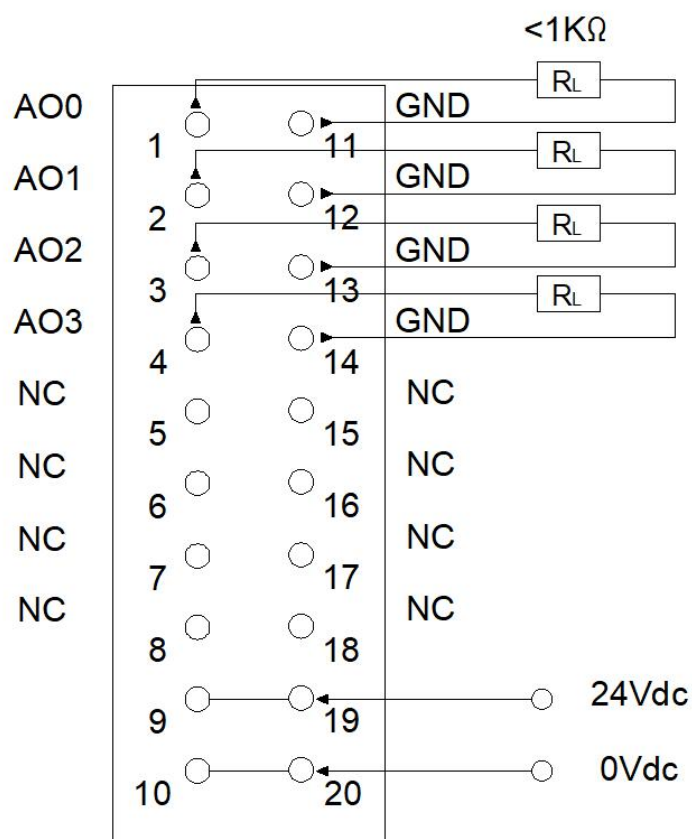 <1KΩ
AO0 1 11 GND RL
AO1 2 12 GND RL
AO2 3 13 GND RL
AO3 4 14 GND RL
NC 5 15 NC
NC 6 16 NC
NC 7 17 NC
NC 8 18 NC
9 19 24Vdc
10 20 0Vdc